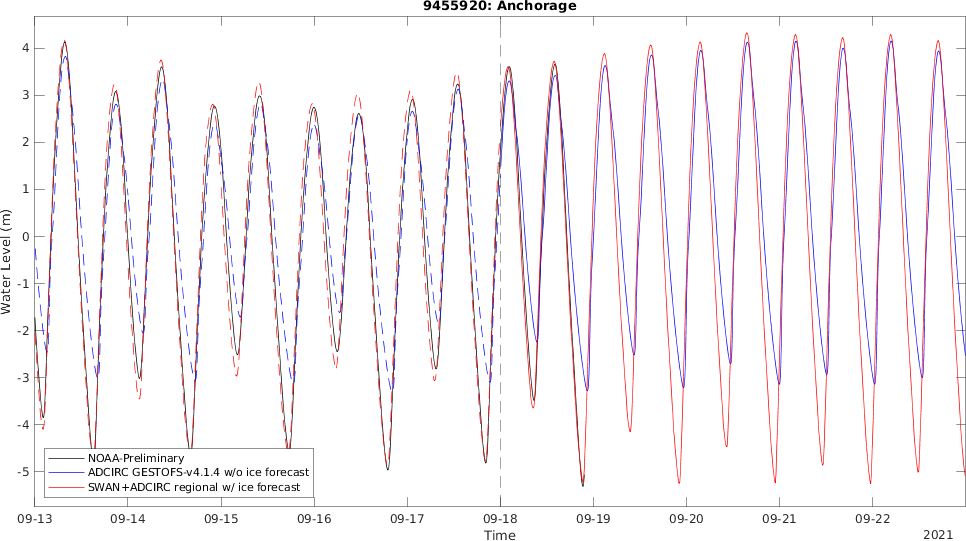 9455920: Anchorage
4
3
2
1
0
-1
-2
-3
-4
-5
Water Level (m)
NOAA-Preliminary
ADCIRC GESTOFS-v4.1.4 w/o ice forecast
SWAN+ADCIRC regional w/ ice forecast
09-13 09-14 09-15 09-16 09-17 09-18 09-19 09-20 09-21 09-22
Time
2021